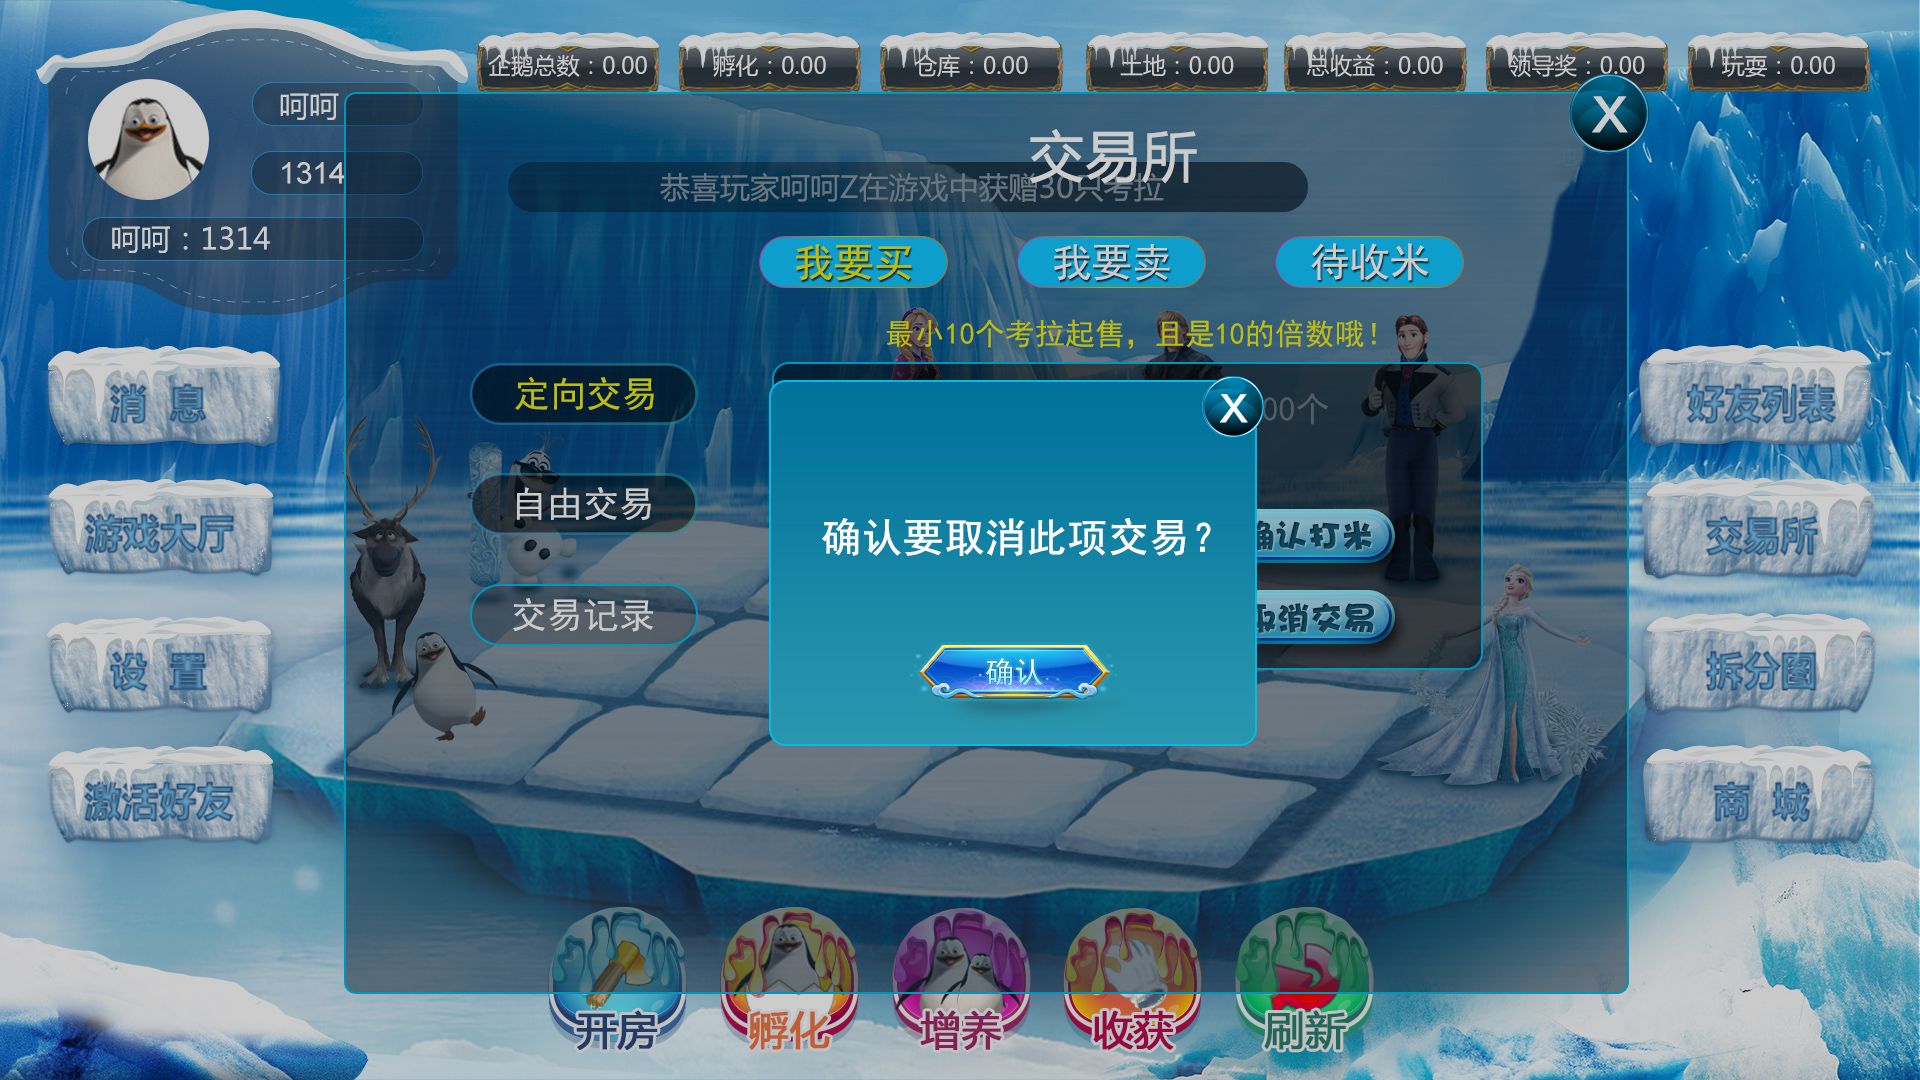 企鹅总数：0.00
孵化：0.00
仓库：0.00
土地：0.00
总收益：0.00
领导奖：0.00
玩耍：0.00
呵呵
1314
呵呵：1314
X
交易所
恭喜玩家呵呵Z在游戏中获赠30只考拉
我要买
我要卖
待收米
最小10个考拉起售，且是10的倍数哦！
消 息
游戏大厅
设 置
激活好友
定向交易
自由交易
交易记录
00个
X
确认要取消此项交易？
确认
确认打米
取消交易
好友列表
交易所
拆分图
商 城
开房
孵化
增养
收获
刷新